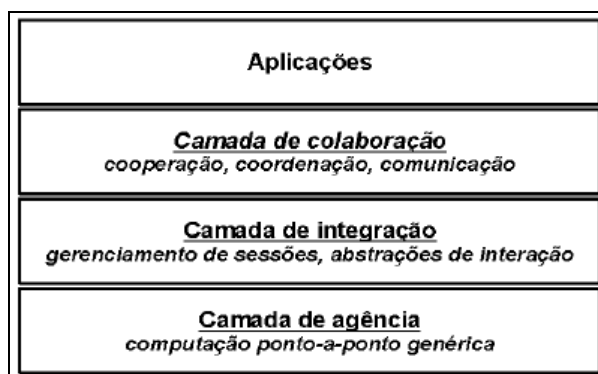 Aplicações
Camada de colaboração
cooperação, coordenação, comunicação
Camada de integração
gerenciamento de sessões, abstrações de interação
Camada de agência
computação ponto-a-ponto genérica